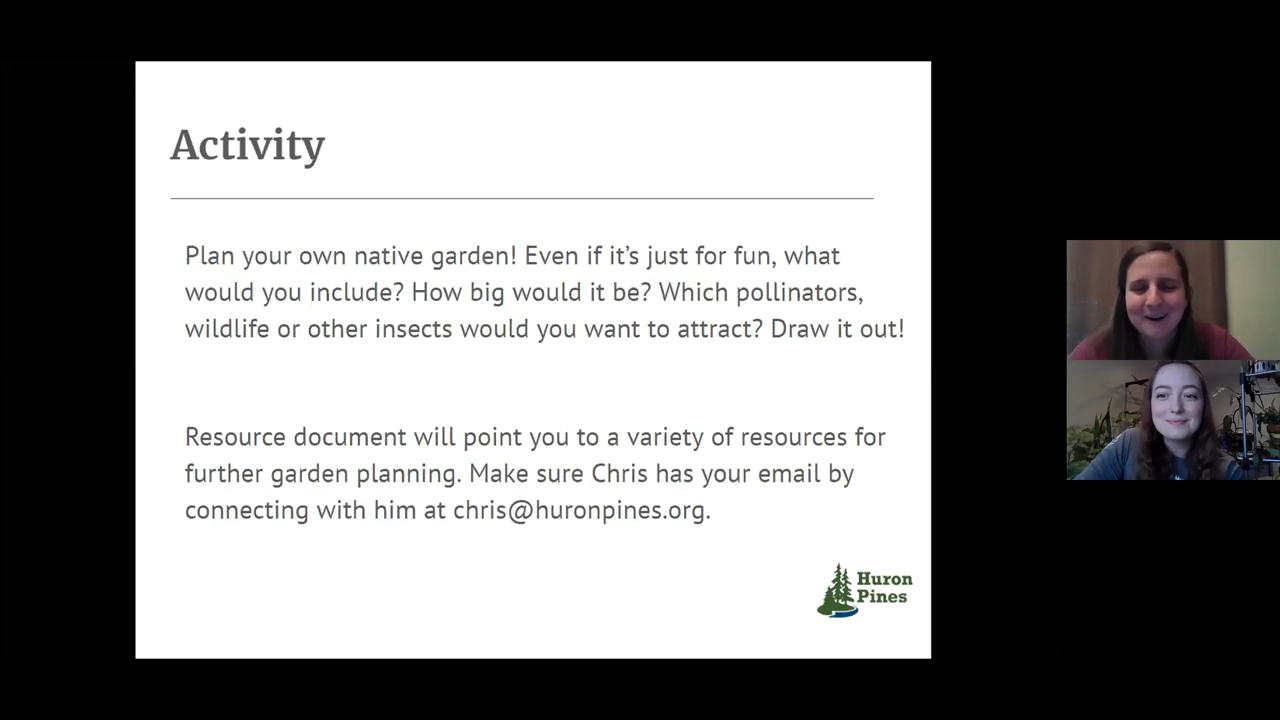 Activity
Plan your own native garden! Even if it’s just for fun, what
would you include? How big would it be? Which pollinators,
wildlife or other insects would you want to attract? Draw it out!
Resource document will point you to a variety of resources for
further garden planning. Make sure Chris has your email by
connecting with him at chris@huronpines.org.
Huron
Pines